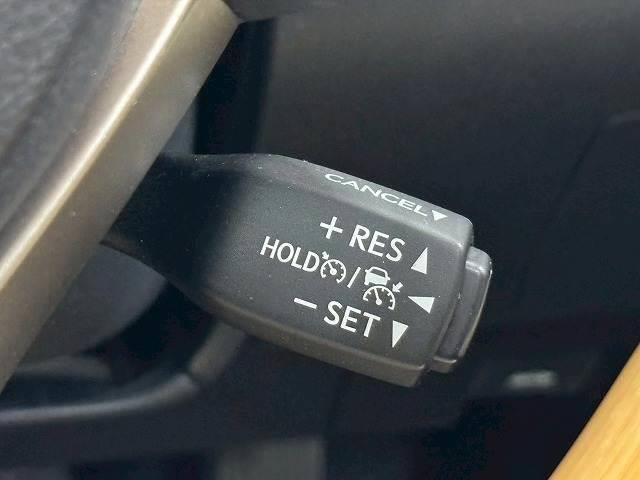 CANCEL▼
+ RES ▲
HOLD / ◀
− SET ▼